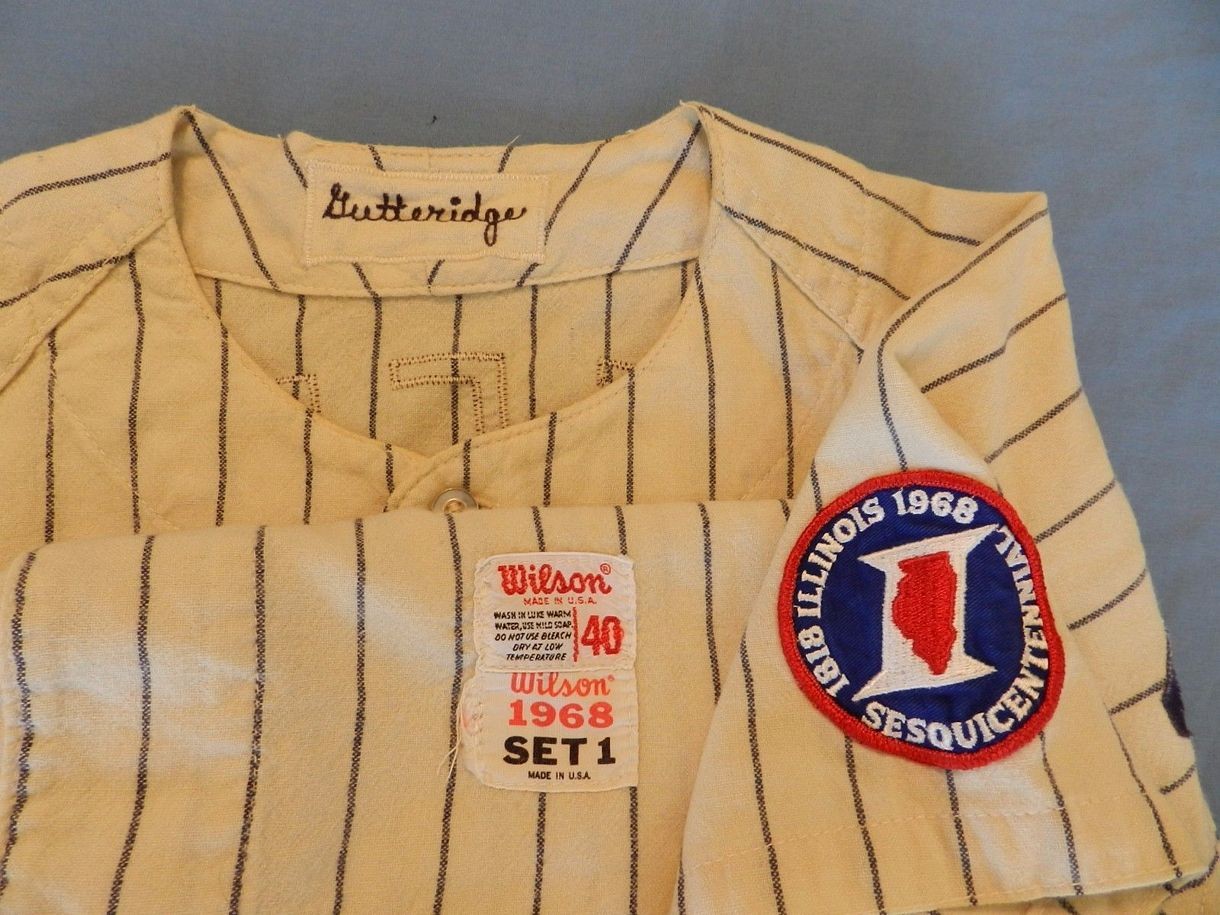 Gutteridge
Wilson®
MADE IN U.S.A.
WASH IN LUKE WARM
WATER, USE MILD SOAP.
DO NOT USE BLEACH
DRY AT LOW
TEMPERATURE
40
Wilson®
1968
SET 1
MADE IN U.S.A.
1818 ILLINOIS 1968
SESQUICENTENNIAL